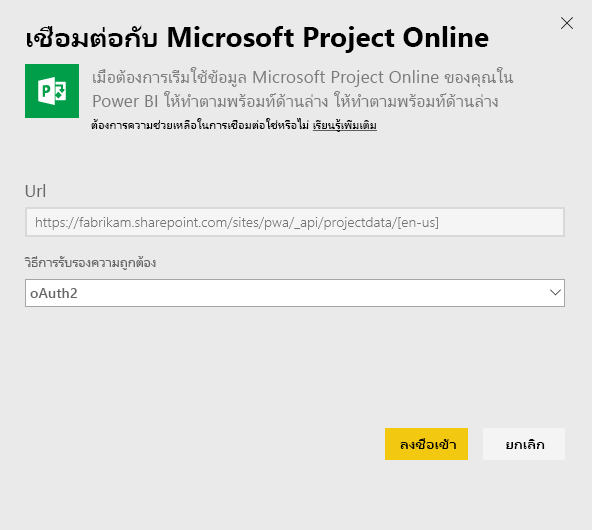 เชื่อมต่อกับ Microsoft Project Online
เมื่อต้องการเริ่มใช้ข้อมูล Microsoft Project Online ของคุณใน
Power BI ให้ทำตามพร้อมท์ด้านล่าง ให้ทำตามพร้อมท์ด้านล่าง
ต้องการความช่วยเหลือในการเชื่อมต่อใช่หรือไม่ เรียนรู้เพิ่มเติม
Url
https://fabrikam.sharepoint.com/sites/pwa/_api/projectdata/[en-us]
วิธีการรับรองความถูกต้อง
oAuth2
ลงชื่อเข้า
ยกเลิก